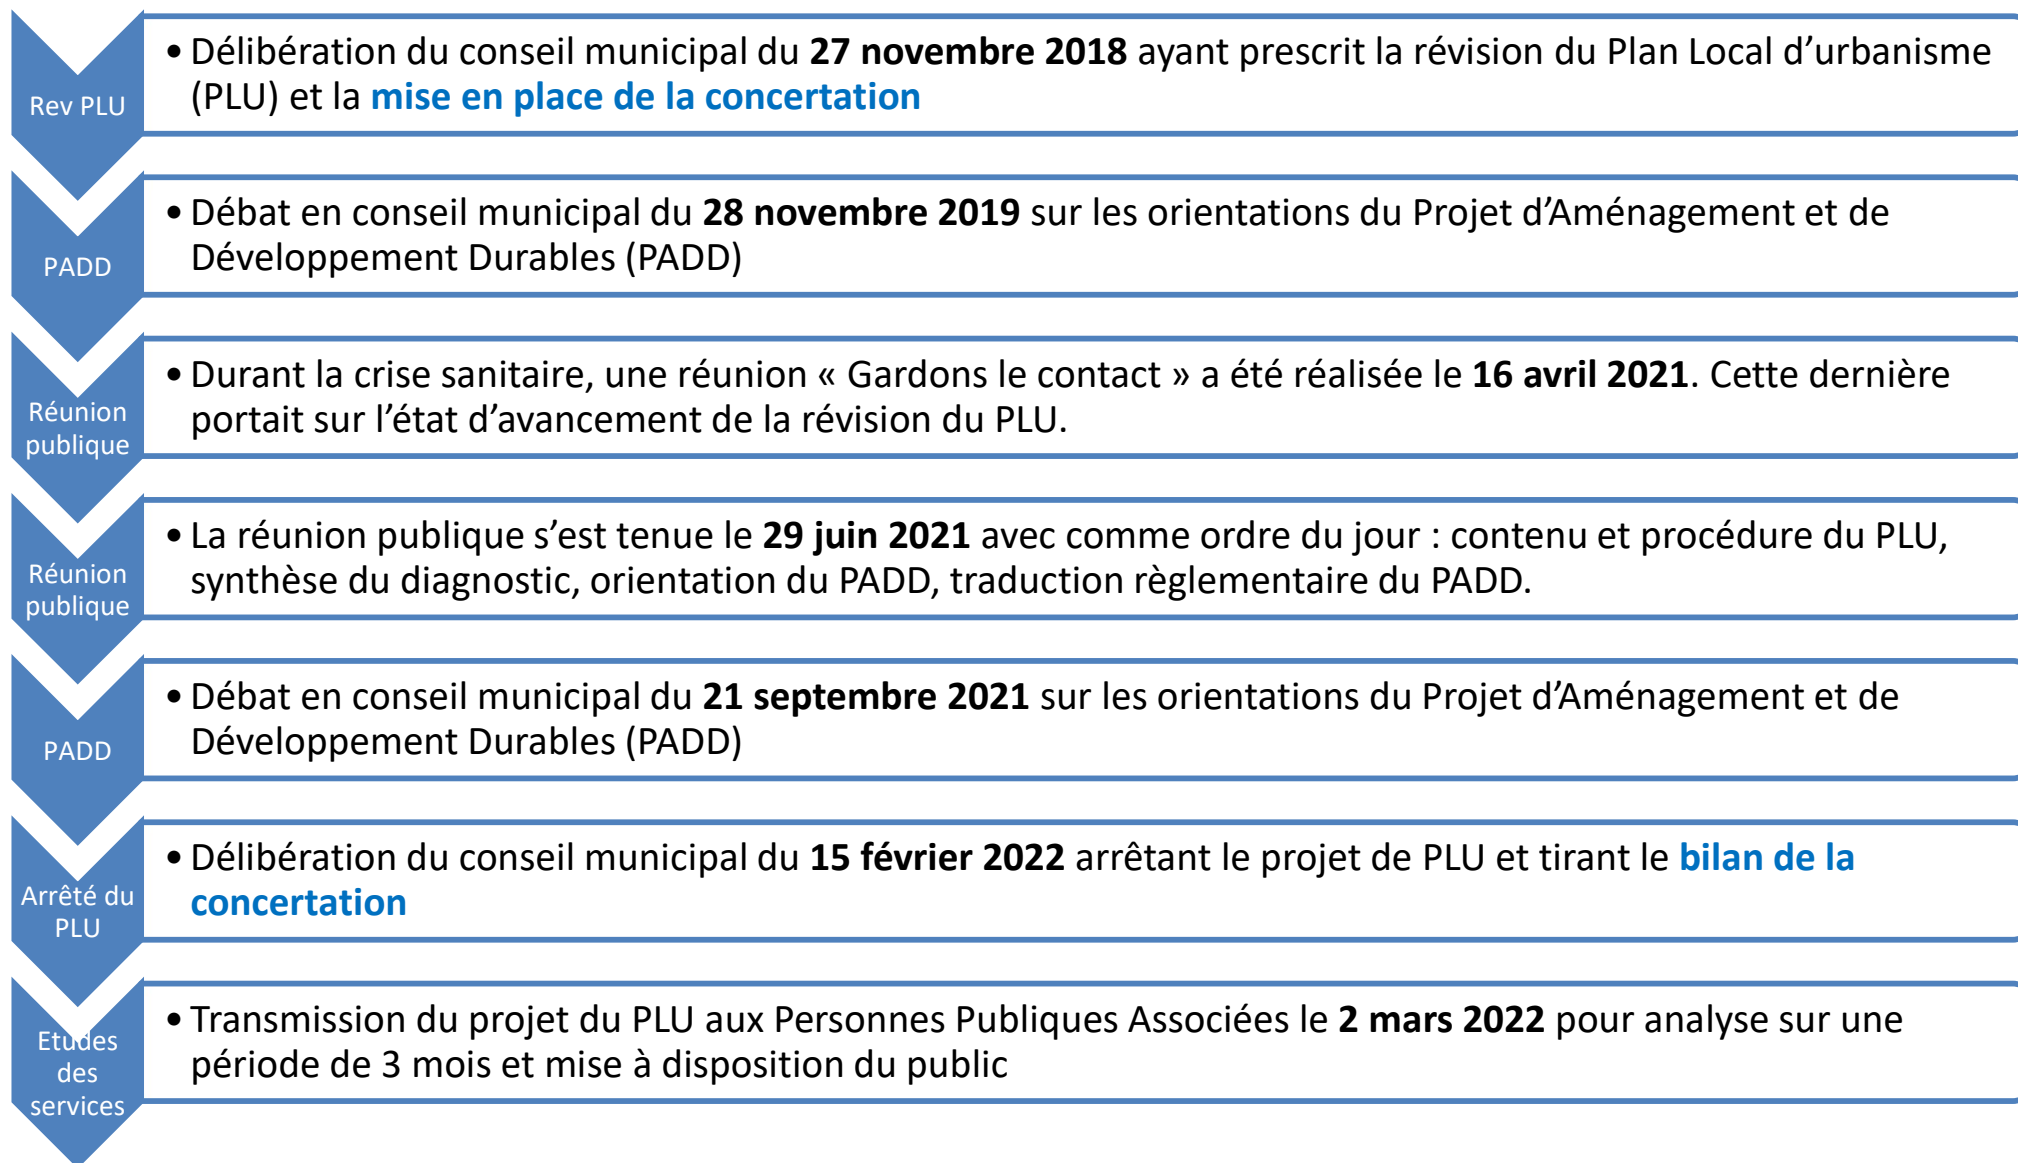 Rev PLU
• Délibération du conseil municipal du 27 novembre 2018 ayant prescrit la révision du Plan Local d’urbanisme
(PLU) et la mise en place de la concertation
PADD
• Débat en conseil municipal du 28 novembre 2019 sur les orientations du Projet d’Aménagement et de
Développement Durables (PADD)
Réunion
publique
• Durant la crise sanitaire, une réunion « Gardons le contact » a été réalisée le 16 avril 2021. Cette dernière
portait sur l’état d’avancement de la révision du PLU.
Réunion
publique
• La réunion publique s’est tenue le 29 juin 2021 avec comme ordre du jour : contenu et procédure du PLU,
synthèse du diagnostic, orientation du PADD, traduction règlementaire du PADD.
PADD
• Débat en conseil municipal du 21 septembre 2021 sur les orientations du Projet d’Aménagement et de
Développement Durables (PADD)
Arrêté du
PLU
• Délibération du conseil municipal du 15 février 2022 arrêtant le projet de PLU et tirant le bilan de la
concertation
Etudes
des
services
• Transmission du projet du PLU aux Personnes Publiques Associées le 2 mars 2022 pour analyse sur une
période de 3 mois et mise à disposition du public